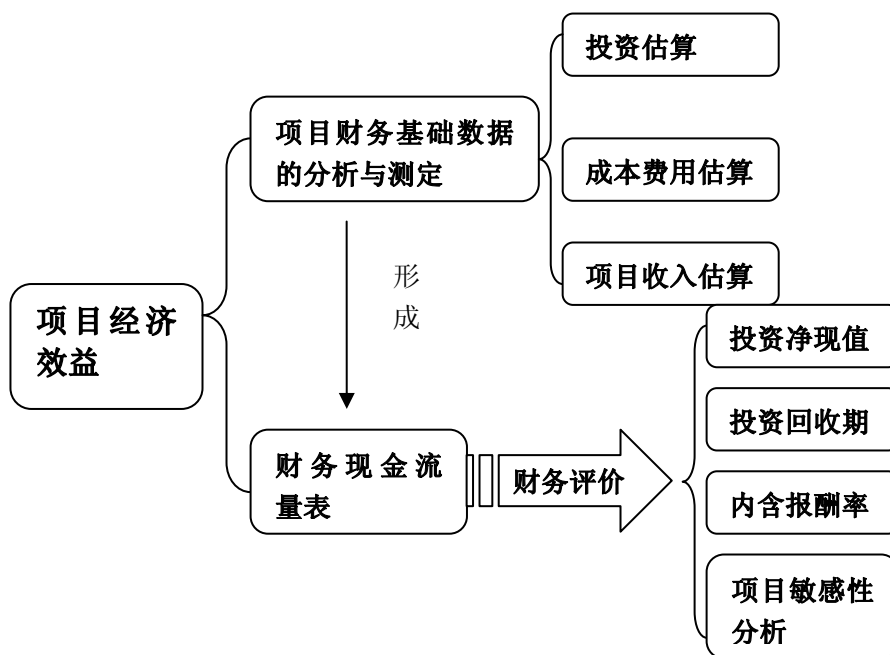 投资估算
项目财务基础数据
的分析与测定
成本费用估算
项目收入估算
形
成
项目经济
效益
投资净现值
投资回收期
财务现金流
量表
财务评价
内含报酬率
项目敏感性
分析